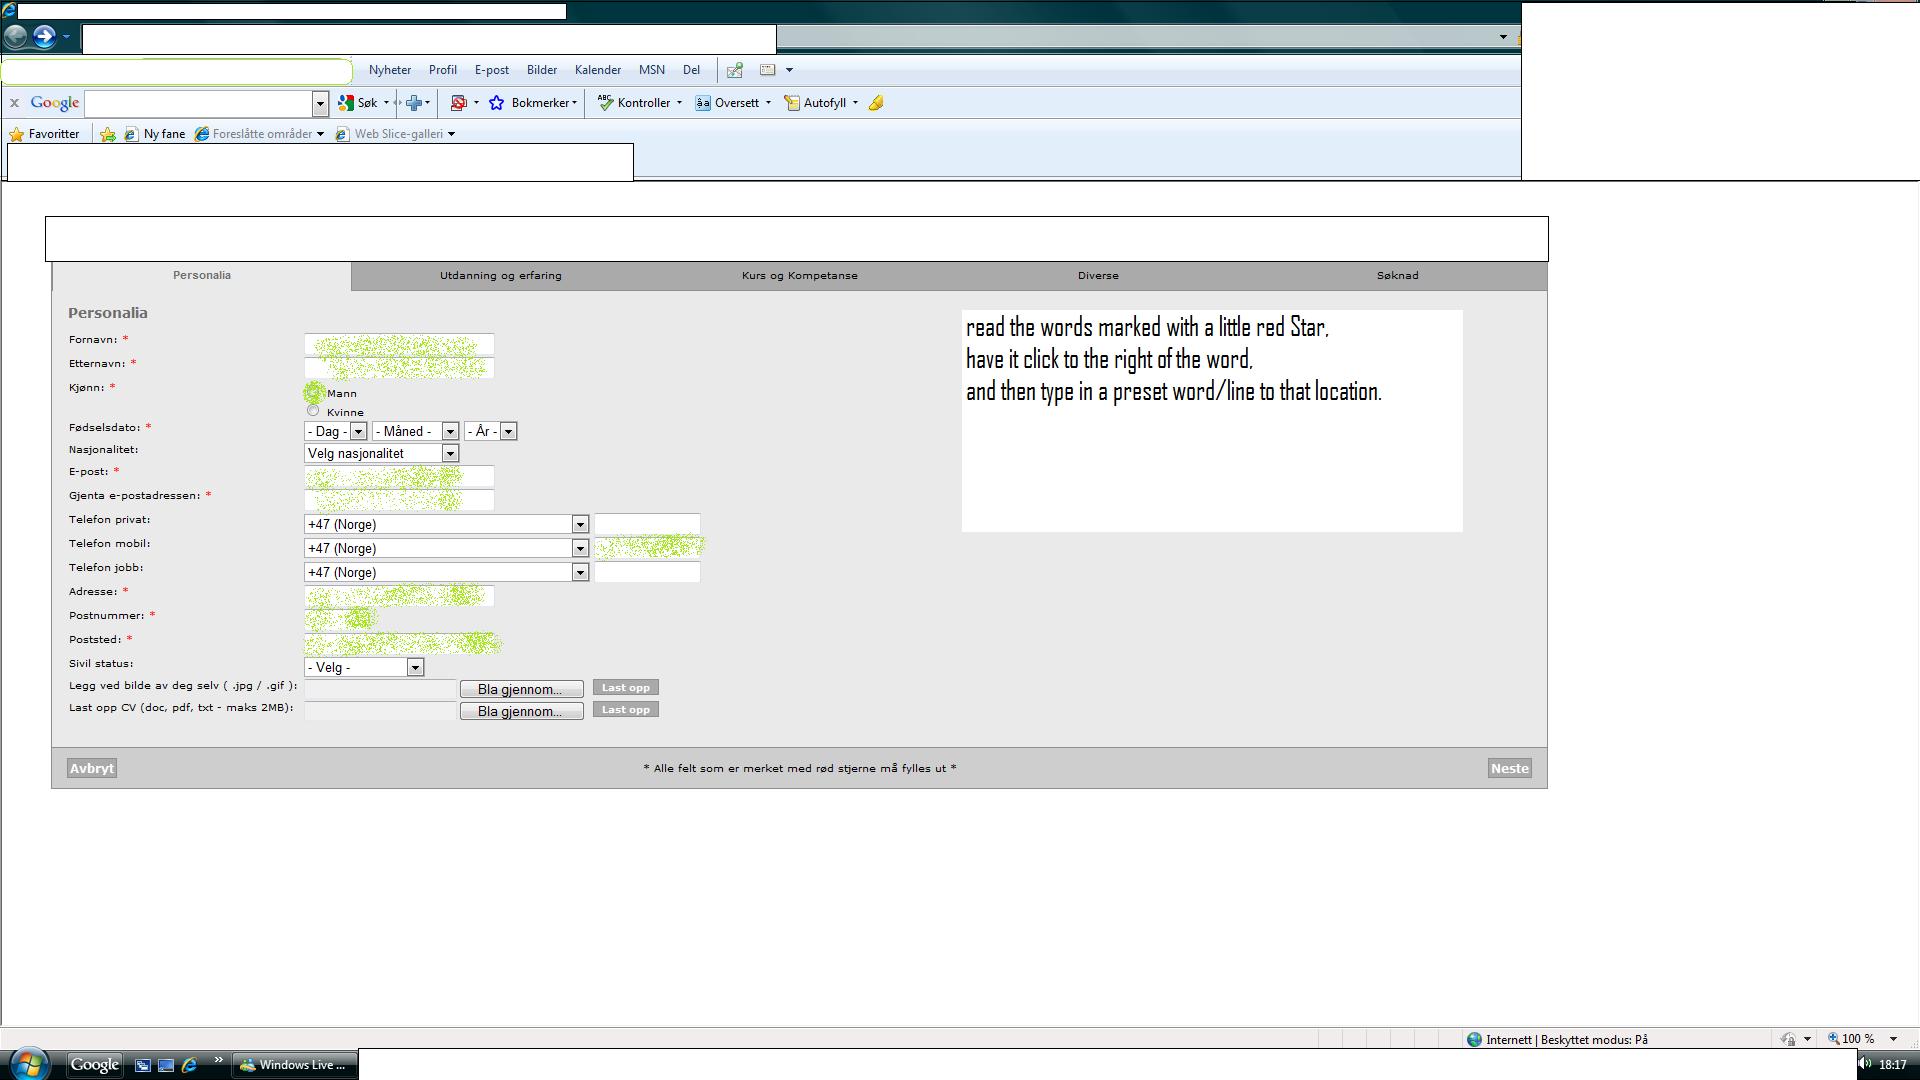 Nyheter Profil E-post Bilder Kalender MSN Del
x Google Søk Bokmerker Kontroller Oversett Autofyll
Favoritter Ny fane Foreslåtte områder Web Slice-galleri
Personalia Utdanning og erfaring Kurs og Kompetanse Diverse Søknad
Personalia
Fornavn: *
Etternavn: *
Kjønn: * Mann
Kvinne
Fødselsdato: * - Dag - - Måned - - År -
Nasjonalitet: Velg nasjonalitet
E-post: *
Gjenta e-postadressen: *
Telefon privat: +47 (Norge)
Telefon mobil: +47 (Norge)
Telefon jobb: +47 (Norge)
Adresse: *
Postnummer: *
Poststed: *
Sivil status: - Velg -
Legg ved bilde av deg selv ( .jpg / .gif ): Bla gjennom... Last opp
Last opp CV (doc, pdf, txt - maks 2MB): Bla gjennom... Last opp
read the words marked with a little red Star,
have it click to the right of the word,
and then type in a preset word/line to that location.
Avbryt * Alle felt som er merket med rød stjerne må fylles ut * Neste
Internett | Beskyttet modus: På 100 %
Google » Windows Live ... 18:17